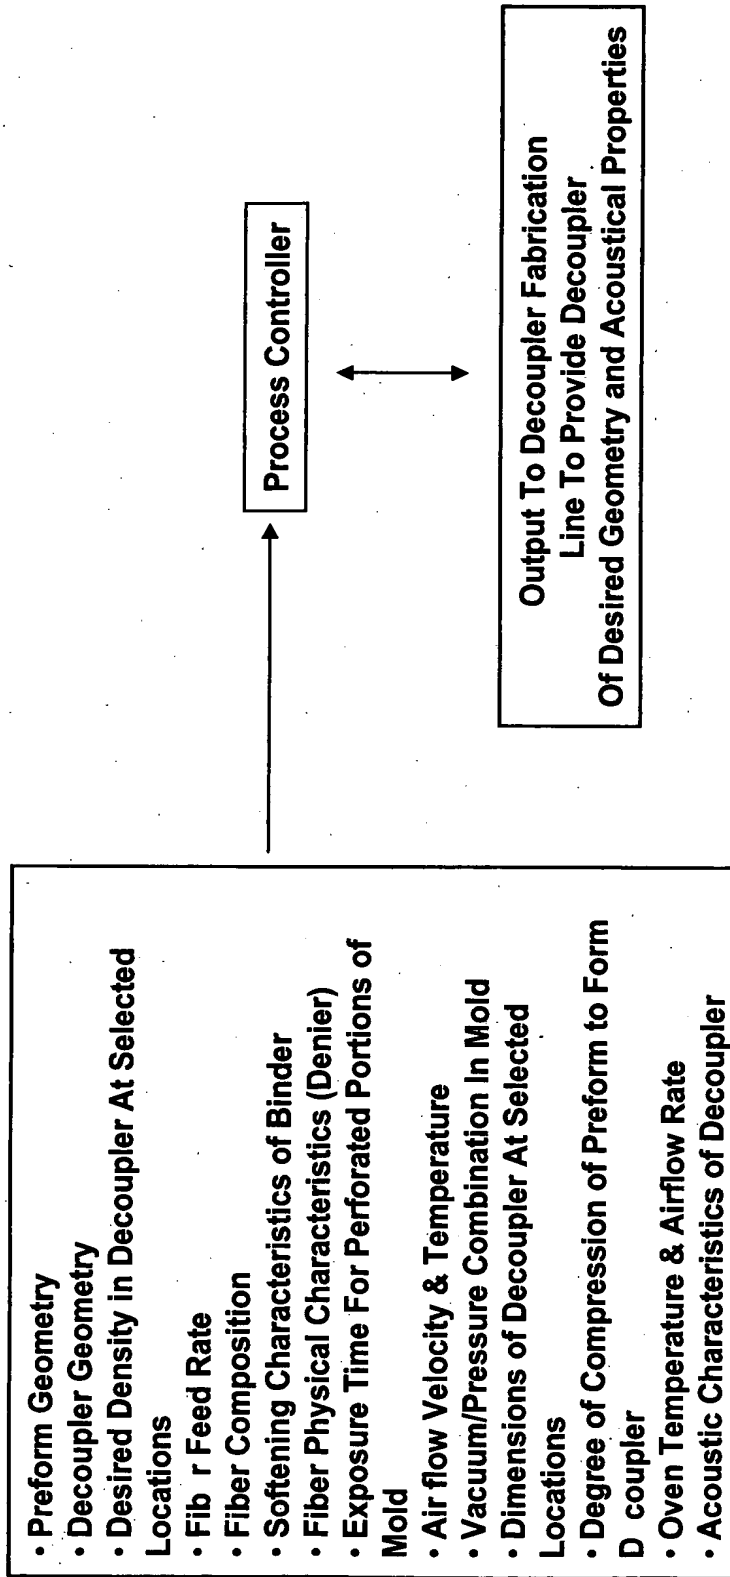 • Preform Geometry
• Decoupler Geometry
• Desired Density in Decoupler At Selected
Locations
• Fib r Feed Rate
• Fiber Composition
• Softening Characteristics of Binder
• Fiber Physical Characteristics (Denier)
• Exposure Time For Perforated Portions of
Mold
• Air flow Velocity & Temperature
• Vacuum/Pressure Combination In Mold
• Dimensions of Decoupler At Selected
Locations
• Degree of Compression of Preform to Form
D coupler
• Oven Temperature & Airflow Rate
• Acoustic Characteristics of Decoupler
Process Controller
Output To Decoupler Fabrication
Line To Provide Decoupler
Of Desired Geometry and Acoustical Properties